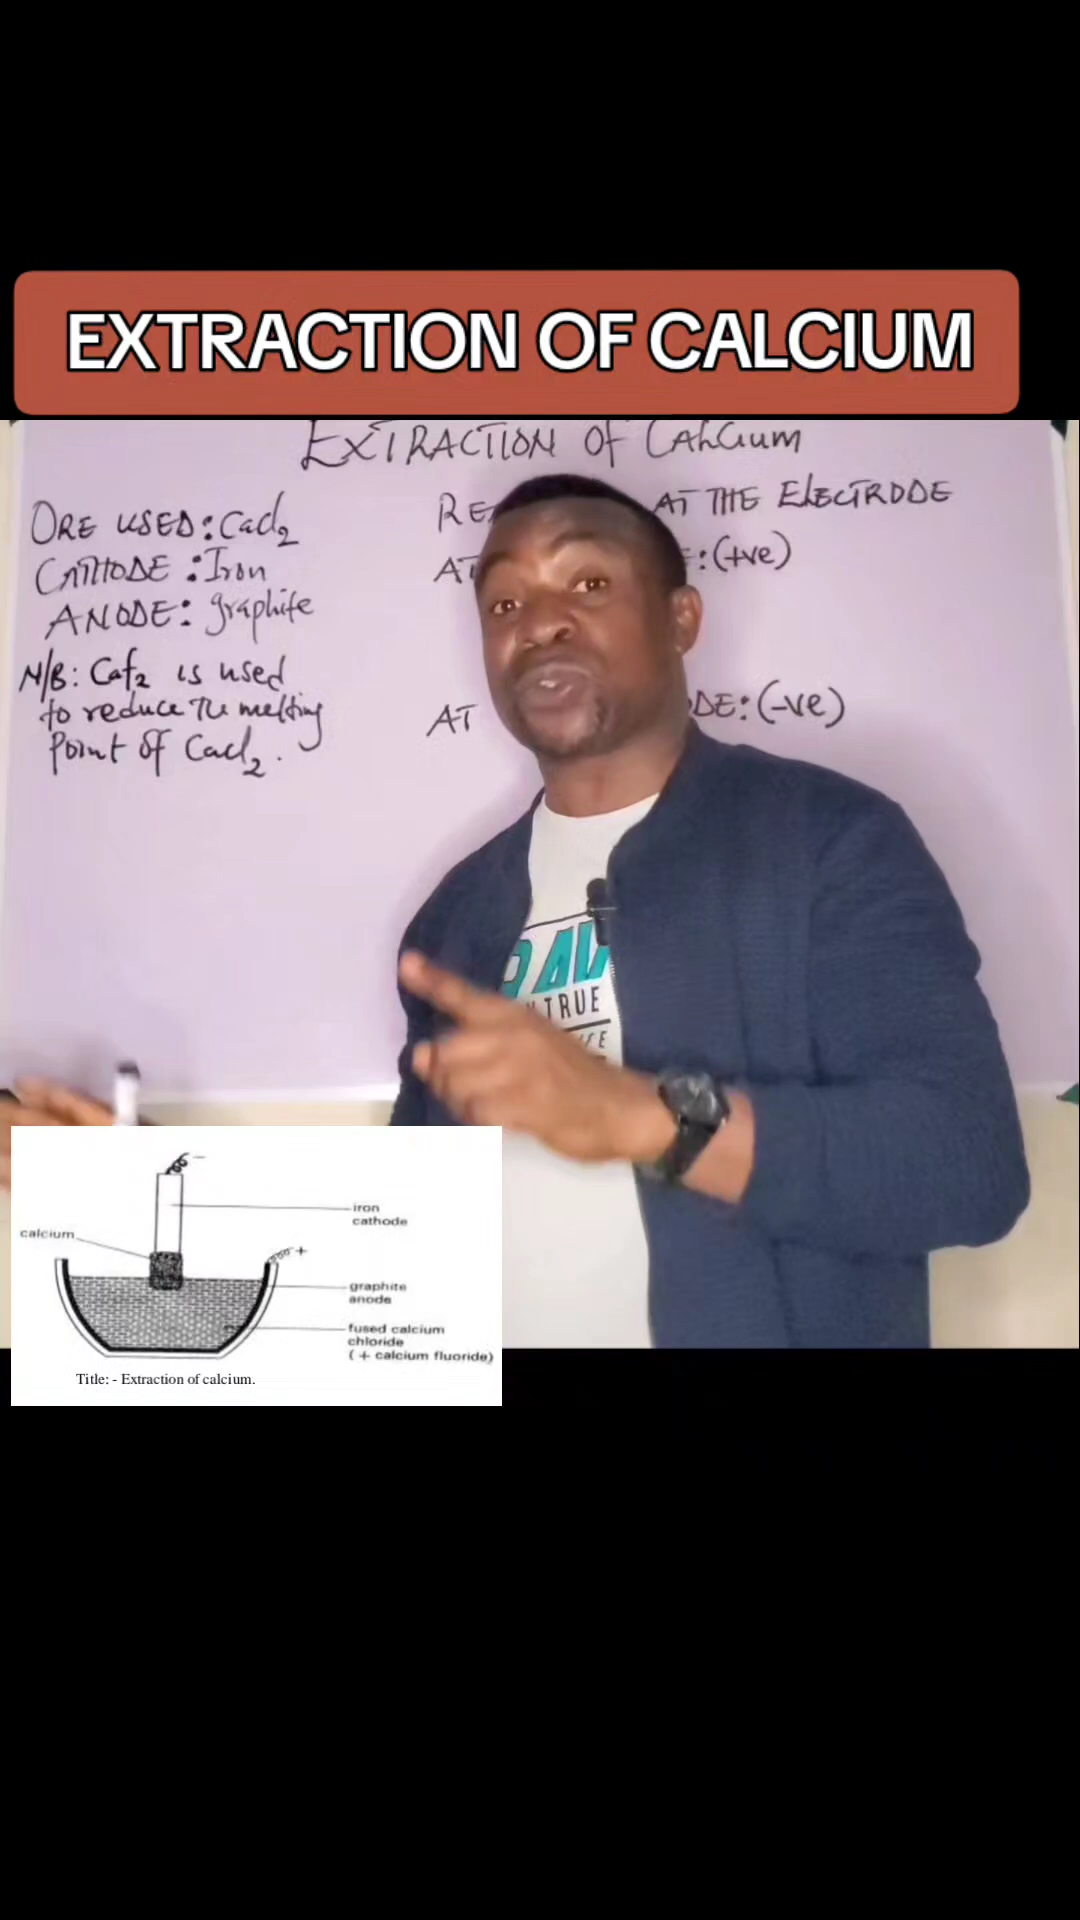 EXTRACTION OF CALCIUM
EXTRACTION Of CALCium
ORE USED: Cacl2
CATHODE: Iron
ANODE: graphite
N/B: Caf2 is used
to reduce the melting
Point of Cacl2.
AT THE ELECTRODE
AT :(+ve)
AT DE:(-ve)
TRUE
calcium
iron
cathode
graphite
anode
fused calcium
chloride
(+ calcium fluoride)
Title: - Extraction of calcium.